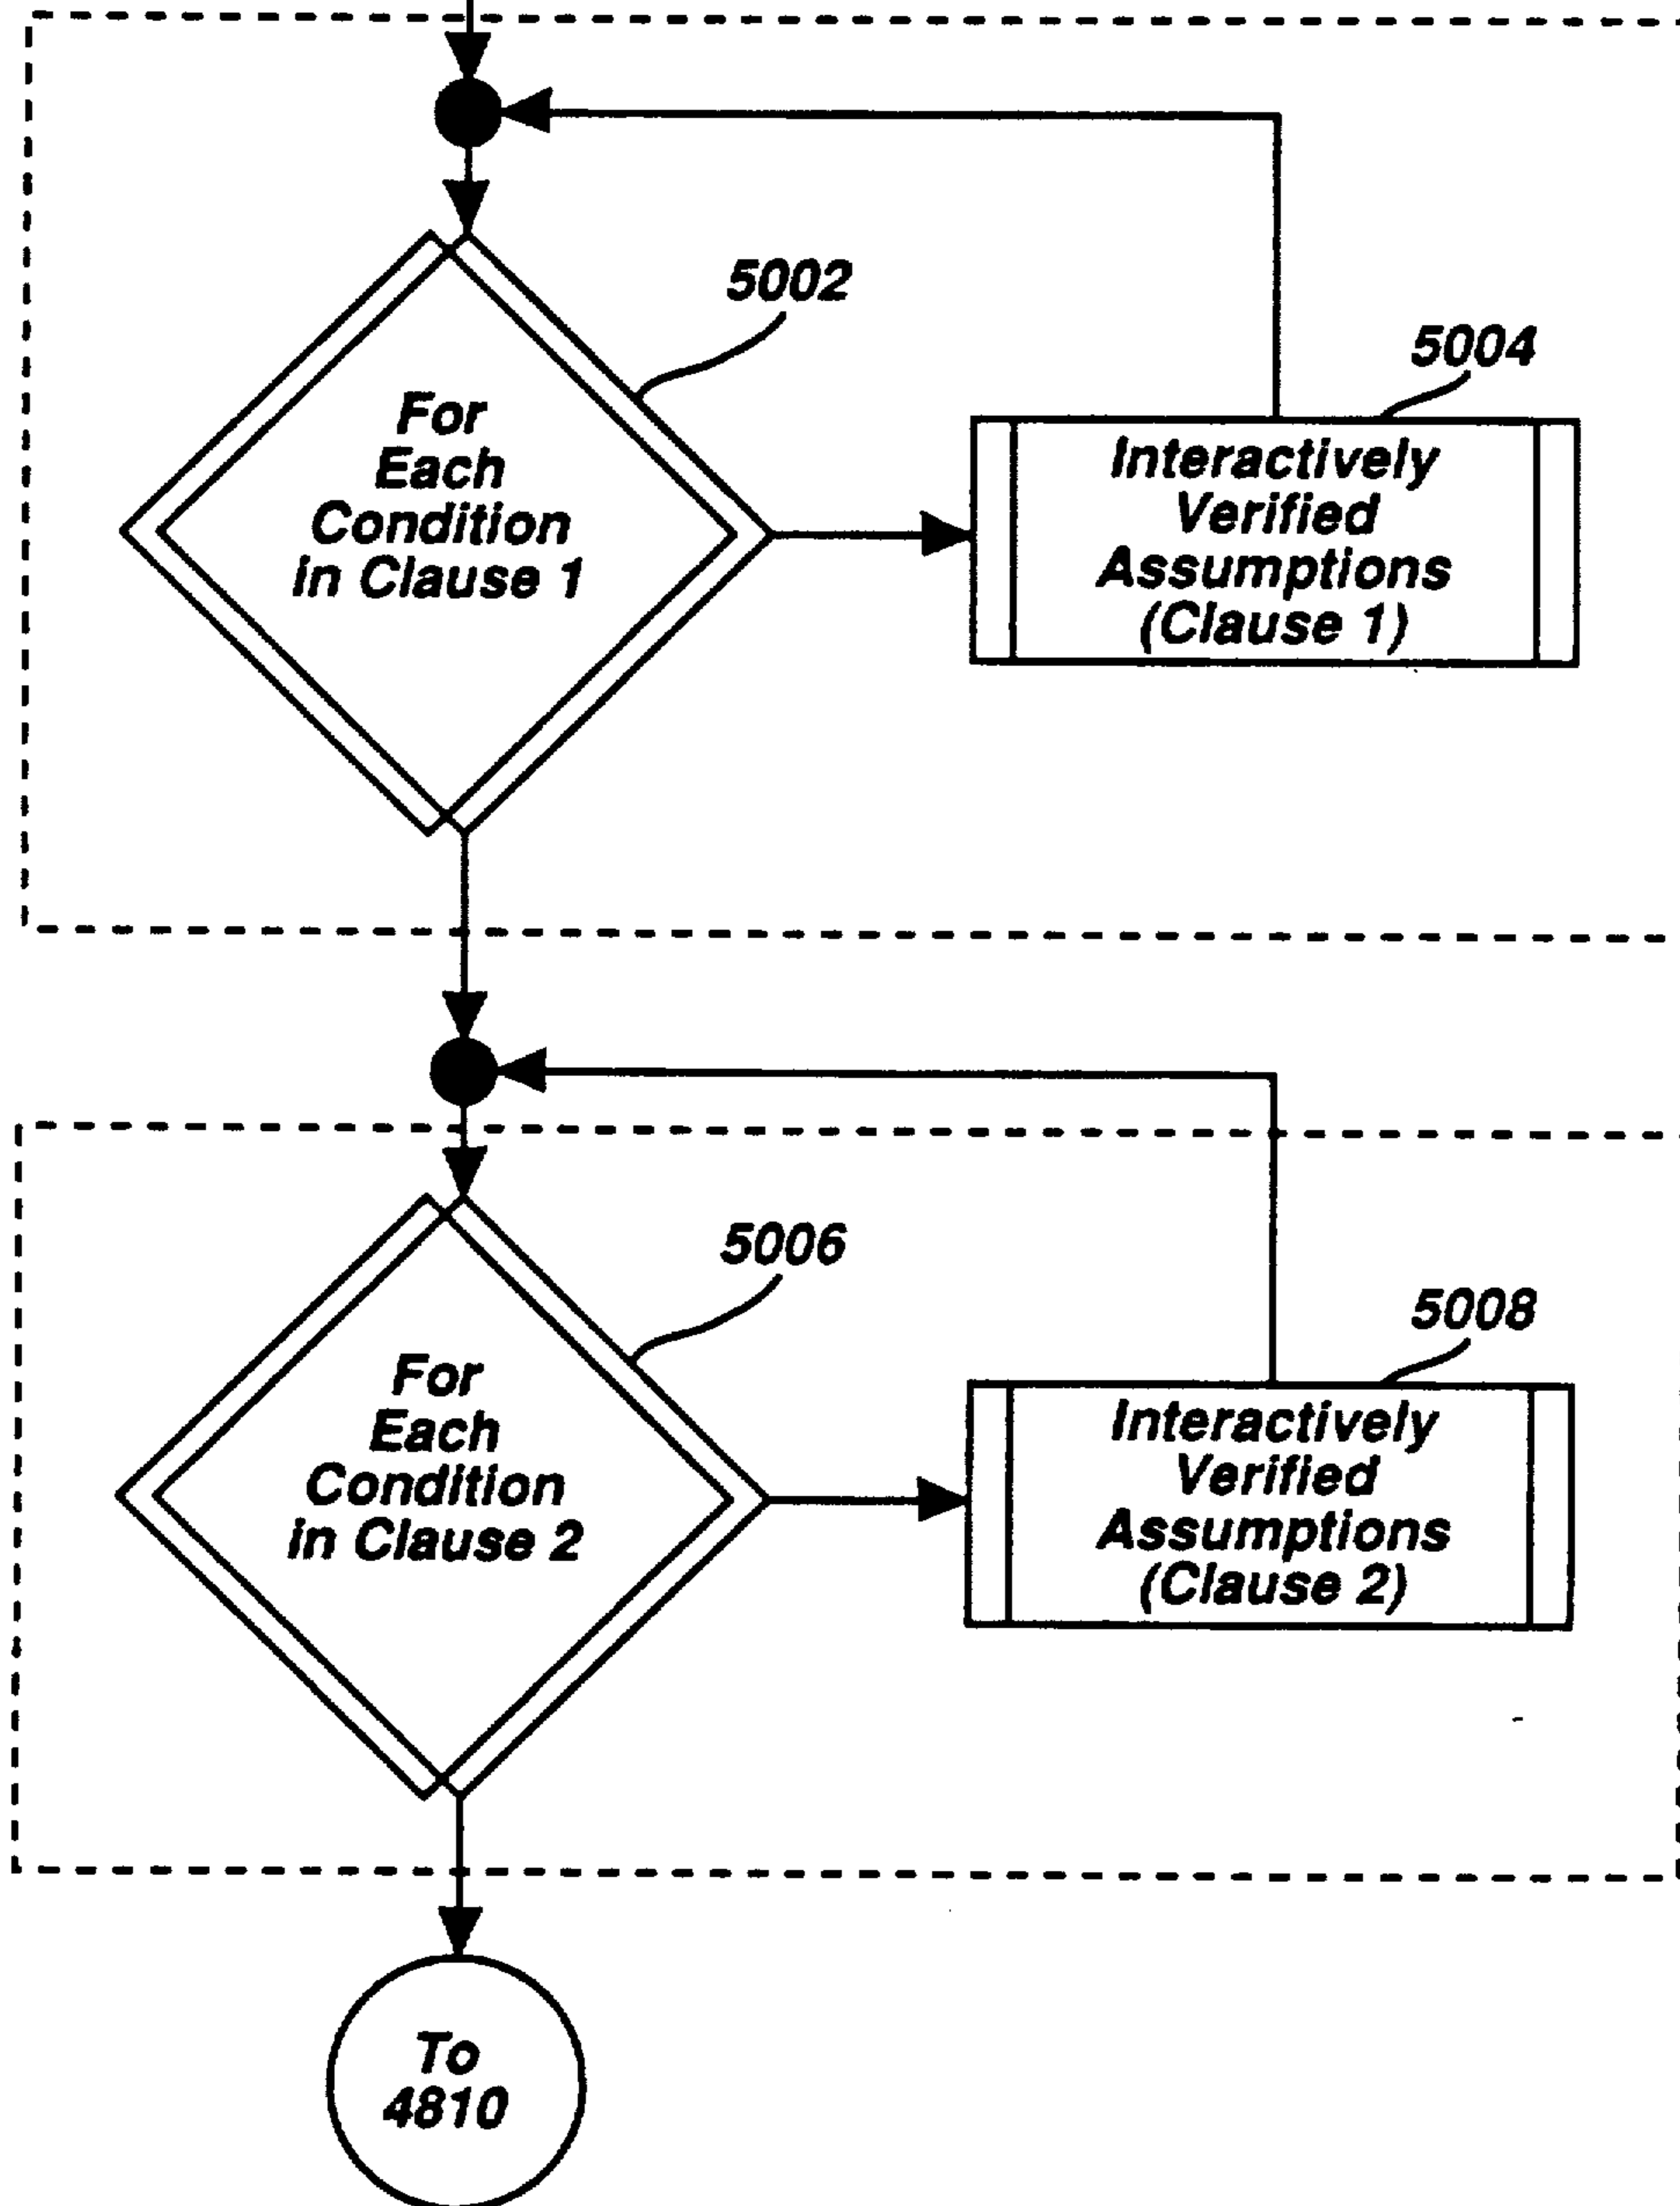 5002
For
Each
Condition
in Clause 1
5004
Interactively
Verified
Assumptions
(Clause 1)
5006
For
Each
Condition
in Clause 2
5008
Interactively
Verified
Assumptions
(Clause 2)
To
4810